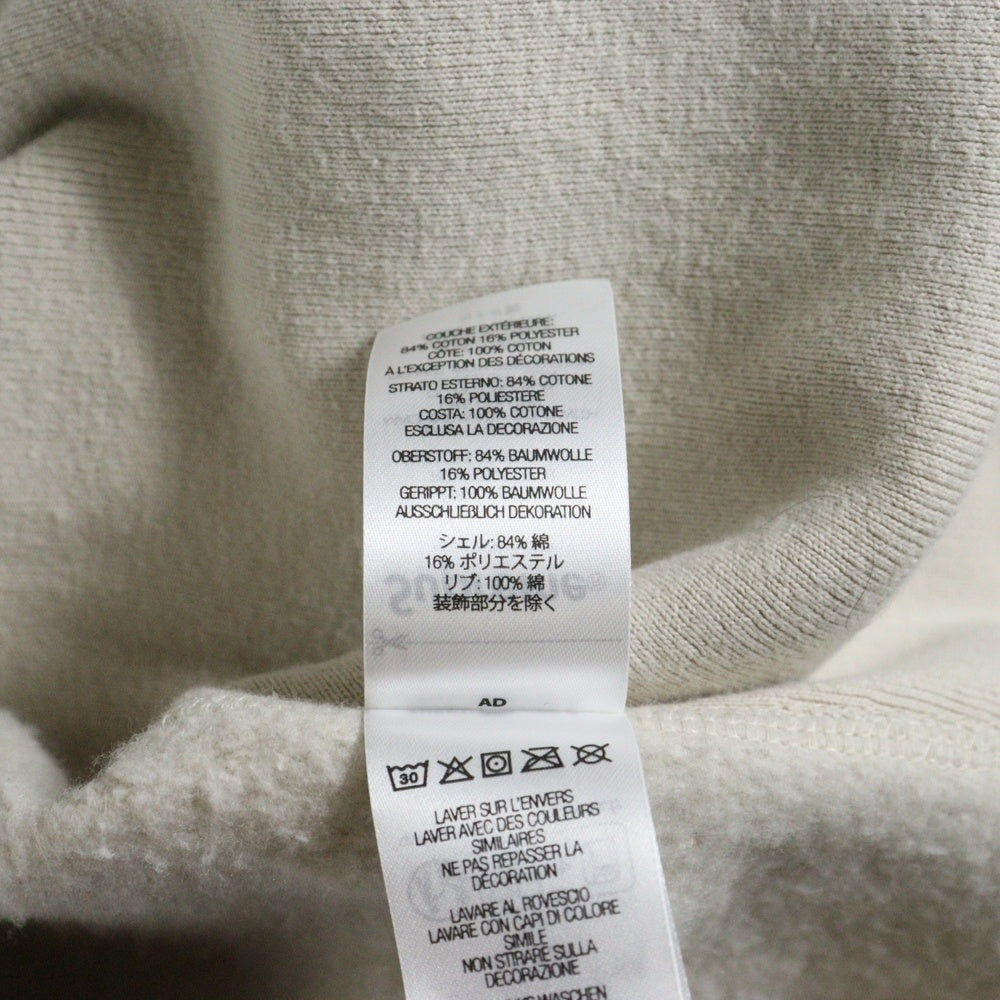 COUCHE EXTÉRIEURE:
84% COTON 16% POLYESTER
CÔTE: 100% COTON
A L'EXCEPTION DES DÉCORATIONS
STRATO ESTERNO: 84% COTONE
16% POLIESTERE
COSTA: 100% COTONE
ESCLUSA LA DECORAZIONE
OBERSTOFF: 84% BAUMWOLLE
16% POLYESTER
GERIPPT: 100% BAUMWOLLE
AUSSCHLIEßLICH DEKORATION
シェル: 84% 綿
16% ポリエステル
リブ: 100% 綿
装飾部分を除く
AD
30
LAVER SUR L'ENVERS
LAVER AVEC DES COULEURS
SIMILAIRES
NE PAS REPASSER LA
DÉCORATION
LAVARE AL ROVESCIO
LAVARE CON CAPI DI COLORE
SIMILE
NON STIRARE SULLA
DECORAZIONE
WASCHEN